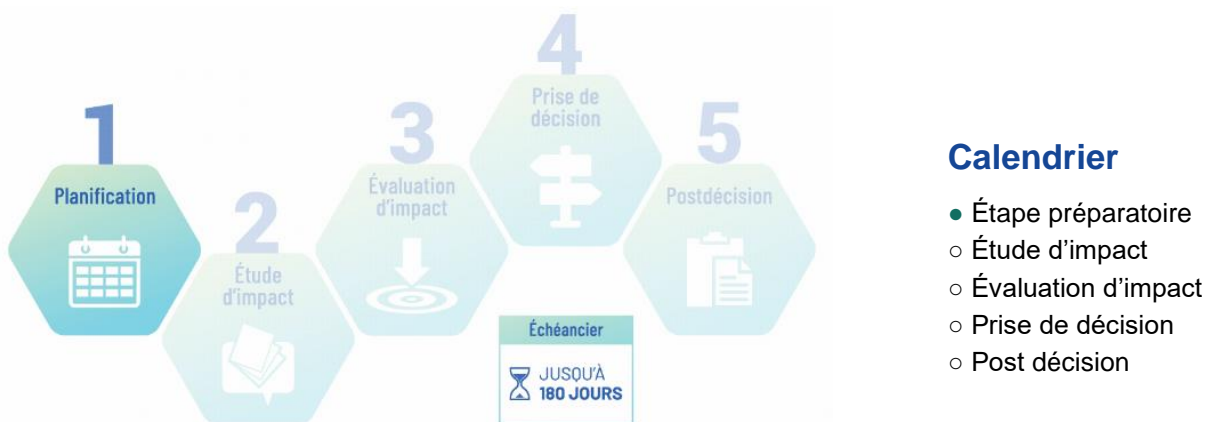 1
Planification
2
Étude
d'impact
3
Évaluation
d'impact
4
Prise de
décision
5
Postdécision
Échéancier
JUSQU'À
180 JOURS
Calendrier
● Étape préparatoire
○ Étude d’impact
○ Évaluation d’impact
○ Prise de décision
○ Post décision